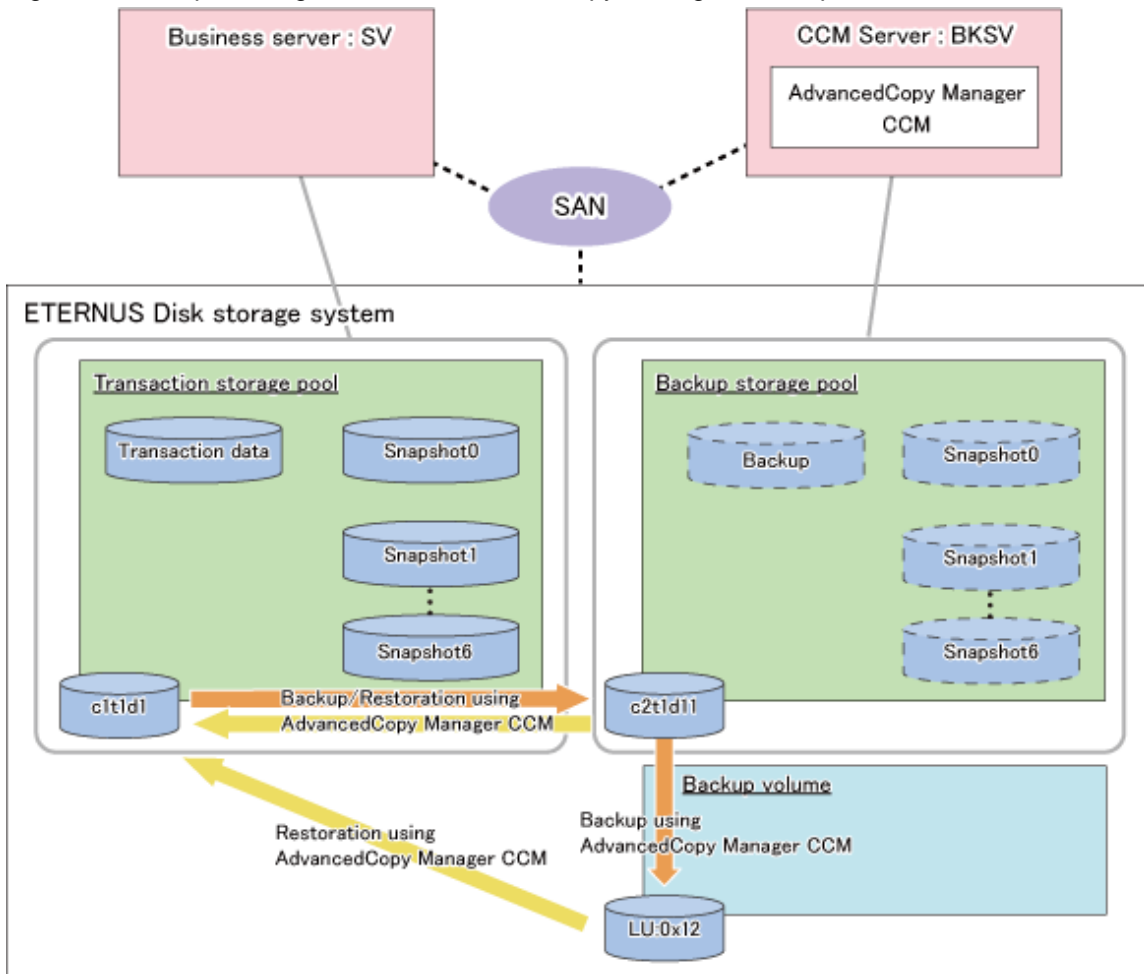 Business server : SV
CCM Server : BKSV
AdvancedCopy Manager
CCM
SAN
ETERNUS Disk storage system
Transaction storage pool
Transaction data
Snapshot0
Snapshot1
Snapshot6
c1t1d1
Backup storage pool
Backup
Snapshot0
Snapshot1
Snapshot6
c2t1d11
Backup/Restoration using
AdvancedCopy Manager CCM
Backup volume
Backup using
AdvancedCopy Manager CCM
Restoration using
AdvancedCopy Manager CCM
LU:0x12